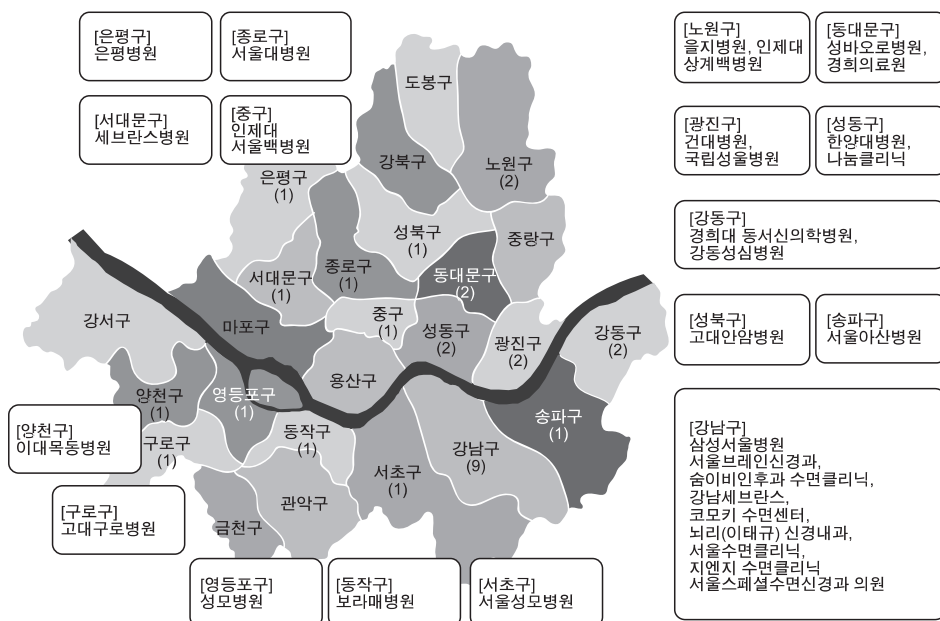 [은평구]
은평병원
[종로구]
서울대병원
[서대문구]
세브란스병원
[중구]
인제대
서울백병원
[노원구]
을지병원, 인제대
상계백병원
[동대문구]
성바오로병원,
경희의료원
[광진구]
건대병원,
국립성울병원
[성동구]
한양대병원,
나눔클리닉
[강동구]
경희대 동서신의학병원,
강동성심병원
[성북구]
고대안암병원
[송파구]
서울아산병원
[강남구]
삼성서울병원
서울브레인신경과,
숨이비인후과 수면클리닉,
강남세브란스,
코모키 수면센터,
뇌리(이태규) 신경내과,
서울수면클리닉,
지엔지 수면클리닉
서울스페셜수면신경과 의원
도봉구
강북구
노원구
(2)
은평구
(1)
성북구
(1)
중랑구
서대문구
(1)
종로구
(1)
동대문구
(2)
강서구
마포구
중구
(1)
성동구
(2)
광진구
(2)
강동구
(2)
용산구
양천구
(1)
영등포구
(1)
송파구
(1)
구로구
(1)
동작구
(1)
서초구
(1)
강남구
(9)
관악구
금천구
[양천구]
이대목동병원
[구로구]
고대구로병원
[영등포구]
성모병원
[동작구]
보라매병원
[서초구]
서울성모병원